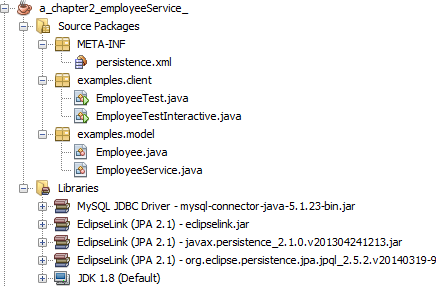 a_chapter2_employeeService_
Source Packages
META-INF
persistence.xml
examples.client
EmployeeTest.java
EmployeeTestInteractive.java
examples.model
Employee.java
EmployeeService.java
Libraries
MySQL JDBC Driver - mysql-connector-java-5.1.23-bin.jar
EclipseLink (JPA 2.1) - eclipselink.jar
EclipseLink (JPA 2.1) - javax.persistence_2.1.0.v201304241213.jar
EclipseLink (JPA 2.1) - org.eclipse.persistence.jpa.jpql_2.5.2.v20140319-9
JDK 1.8 (Default)